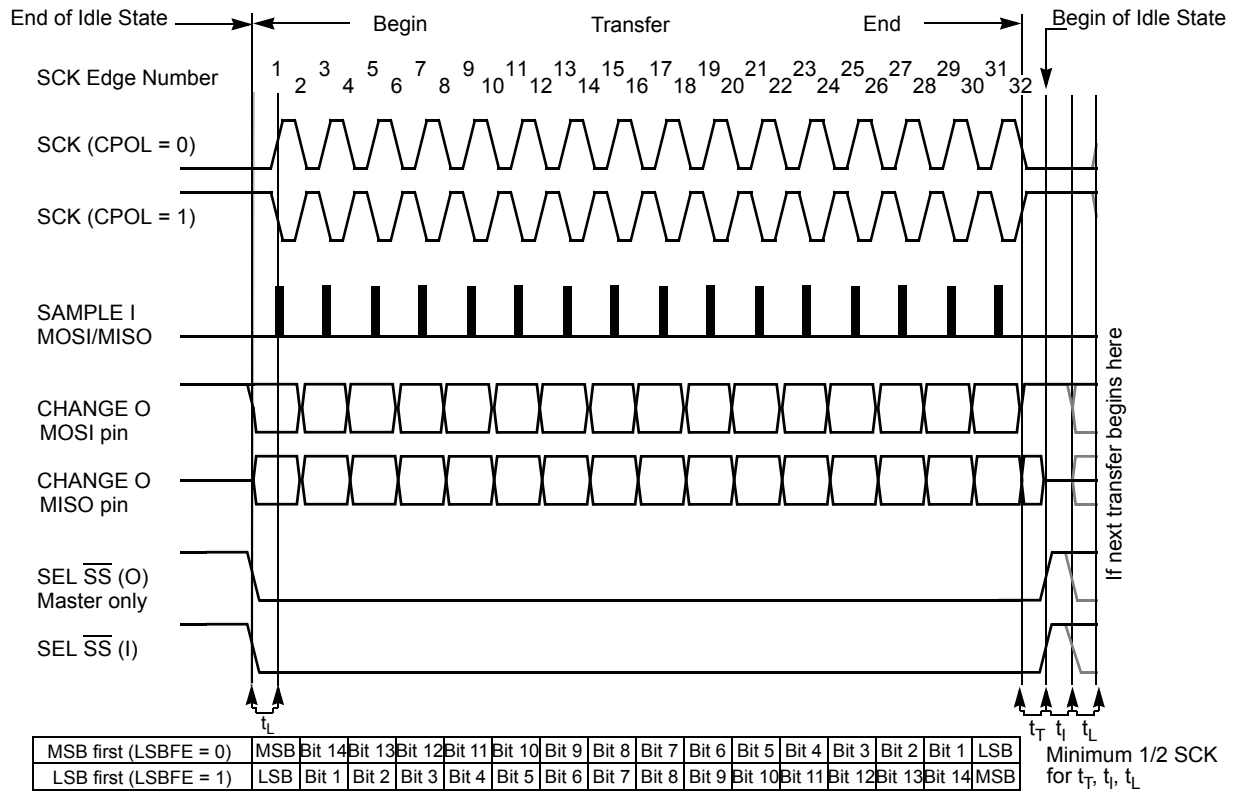 End of Idle State
Begin
Transfer
End
Begin of Idle State
SCK Edge Number
1 2 3 4 5 6 7 8 9 10 11 12 13 14 15 16 17 18 19 20 21 22 23 24 25 26 27 28 29 30 31 32
SCK (CPOL = 0)
SCK (CPOL = 1)
SAMPLE I
MOSI/MISO
CHANGE O
MOSI pin
CHANGE O
MISO pin
SEL SS (O)
Master only
SEL SS (I)
If next transfer begins here
tL
tT tI tL
MSB first (LSBFE = 0) MSB Bit 14 Bit 13 Bit 12 Bit 11 Bit 10 Bit 9 Bit 8 Bit 7 Bit 6 Bit 5 Bit 4 Bit 3 Bit 2 Bit 1 LSB
LSB first (LSBFE = 1) LSB Bit 1 Bit 2 Bit 3 Bit 4 Bit 5 Bit 6 Bit 7 Bit 8 Bit 9 Bit 10 Bit 11 Bit 12 Bit 13 Bit 14 MSB
Minimum 1/2 SCK
for tT, tI, tL